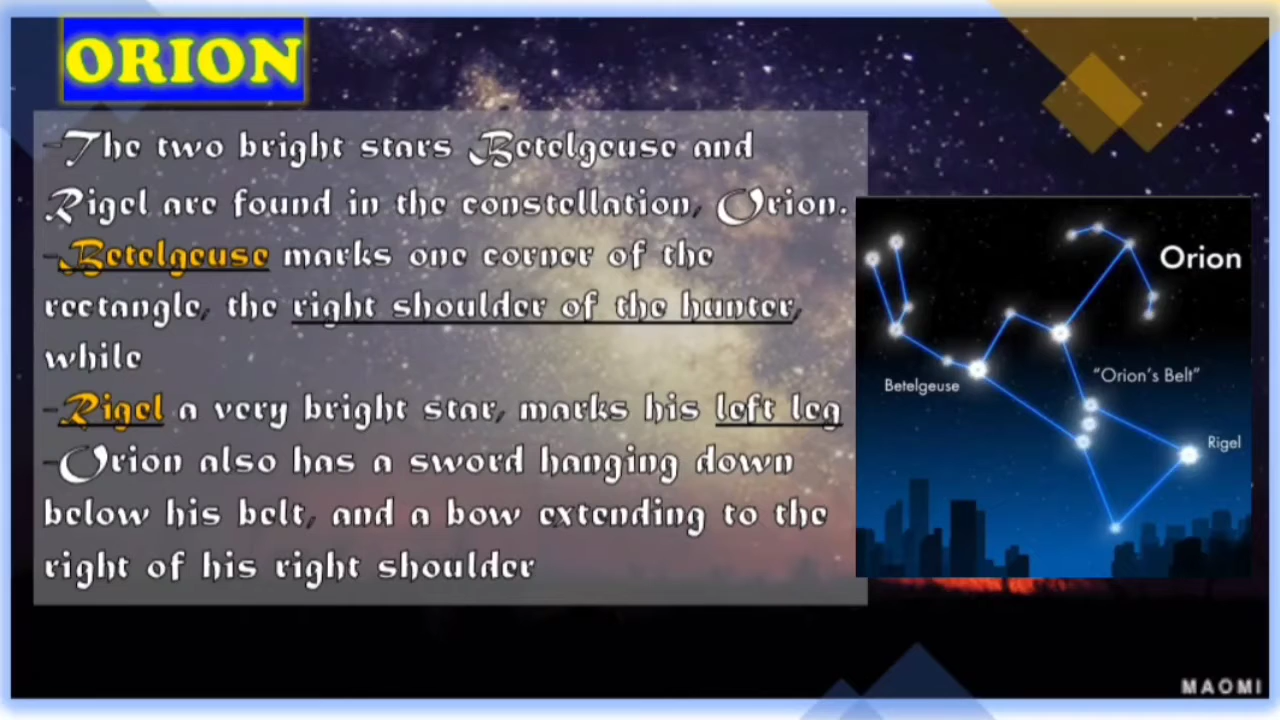 ORION
-The two bright stars Betelgeuse and
Rigel are found in the constellation, Orion.
-Betelgeuse marks one corner of the
rectangle, the right shoulder of the hunter,
while
-Rigel a very bright star, marks his left leg
-Orion also has a sword hanging down
below his belt, and a bow extending to the
right of his right shoulder
Orion
"Orion's Belt"
Betelgeuse
Rigel
MAOMI